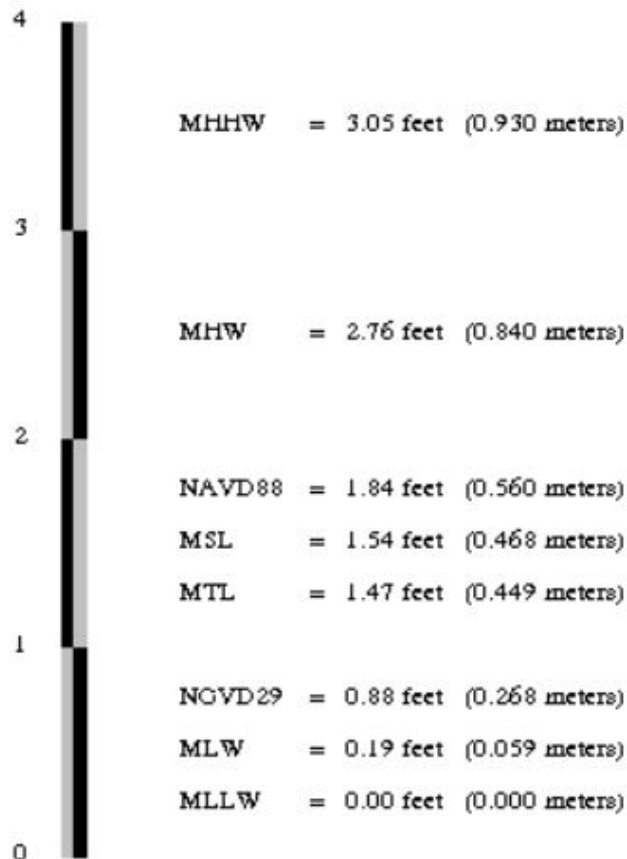 4
MHHW = 3.05 feet (0.930 meters)
3
MHW = 2.76 feet (0.840 meters)
2
NAVD88 = 1.84 feet (0.560 meters)
MSL = 1.54 feet (0.468 meters)
MTL = 1.47 feet (0.449 meters)
1
NGVD29 = 0.88 feet (0.268 meters)
MLW = 0.19 feet (0.059 meters)
MLLW = 0.00 feet (0.000 meters)
0